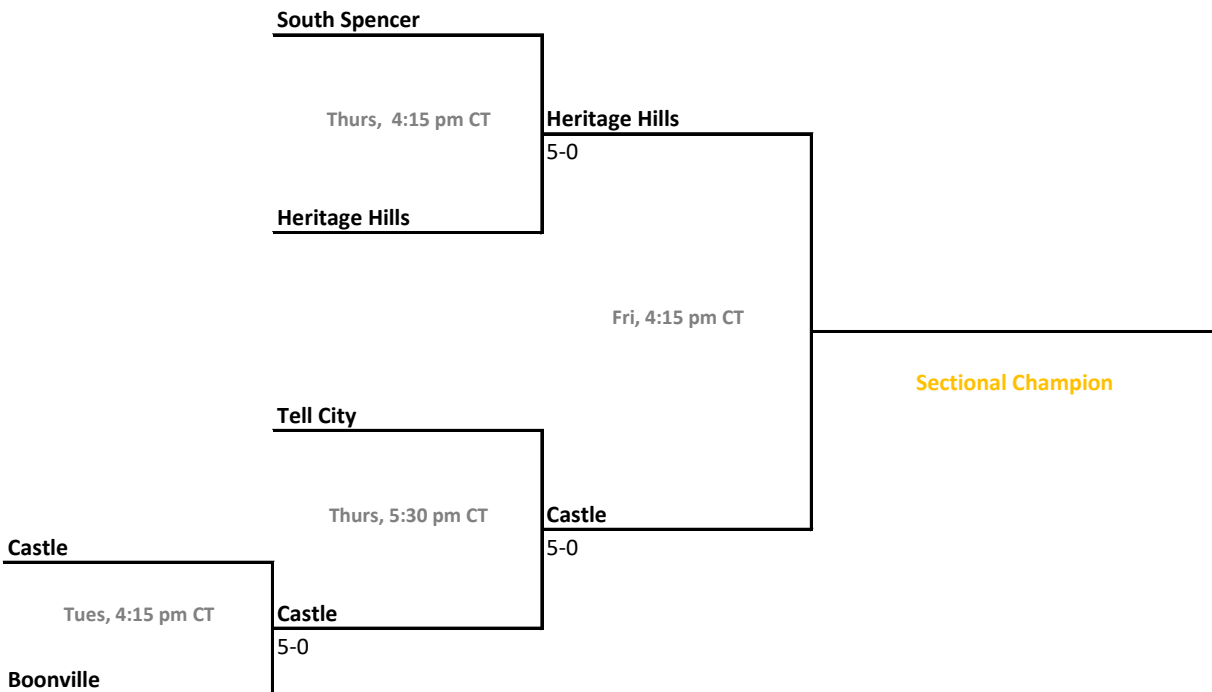 South Spencer
Thurs, 4:15 pm CT
Heritage Hills
5-0
Heritage Hills
Fri, 4:15 pm CT
Sectional Champion
Tell City
Thurs, 5:30 pm CT
Castle
5-0
Castle
Tues, 4:15 pm CT
Castle
5-0
Boonville